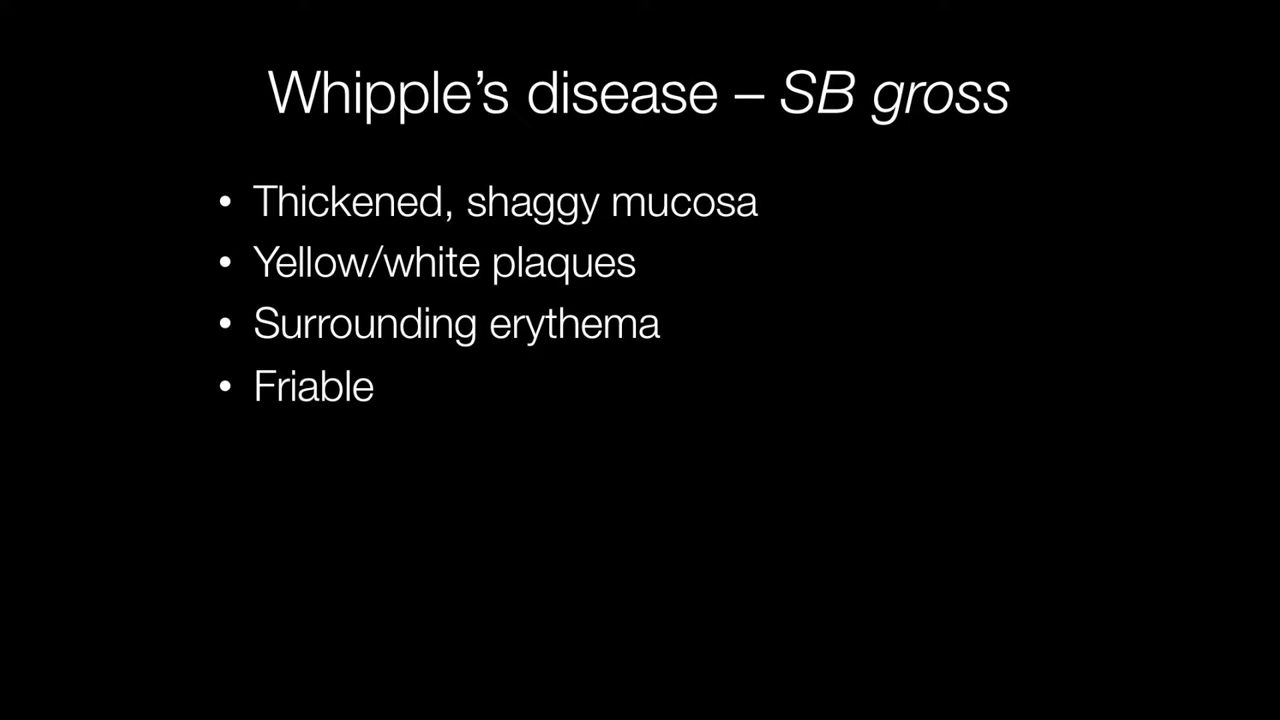 Whipple’s disease – SB gross
• Thickened, shaggy mucosa
• Yellow/white plaques
• Surrounding erythema
• Friable